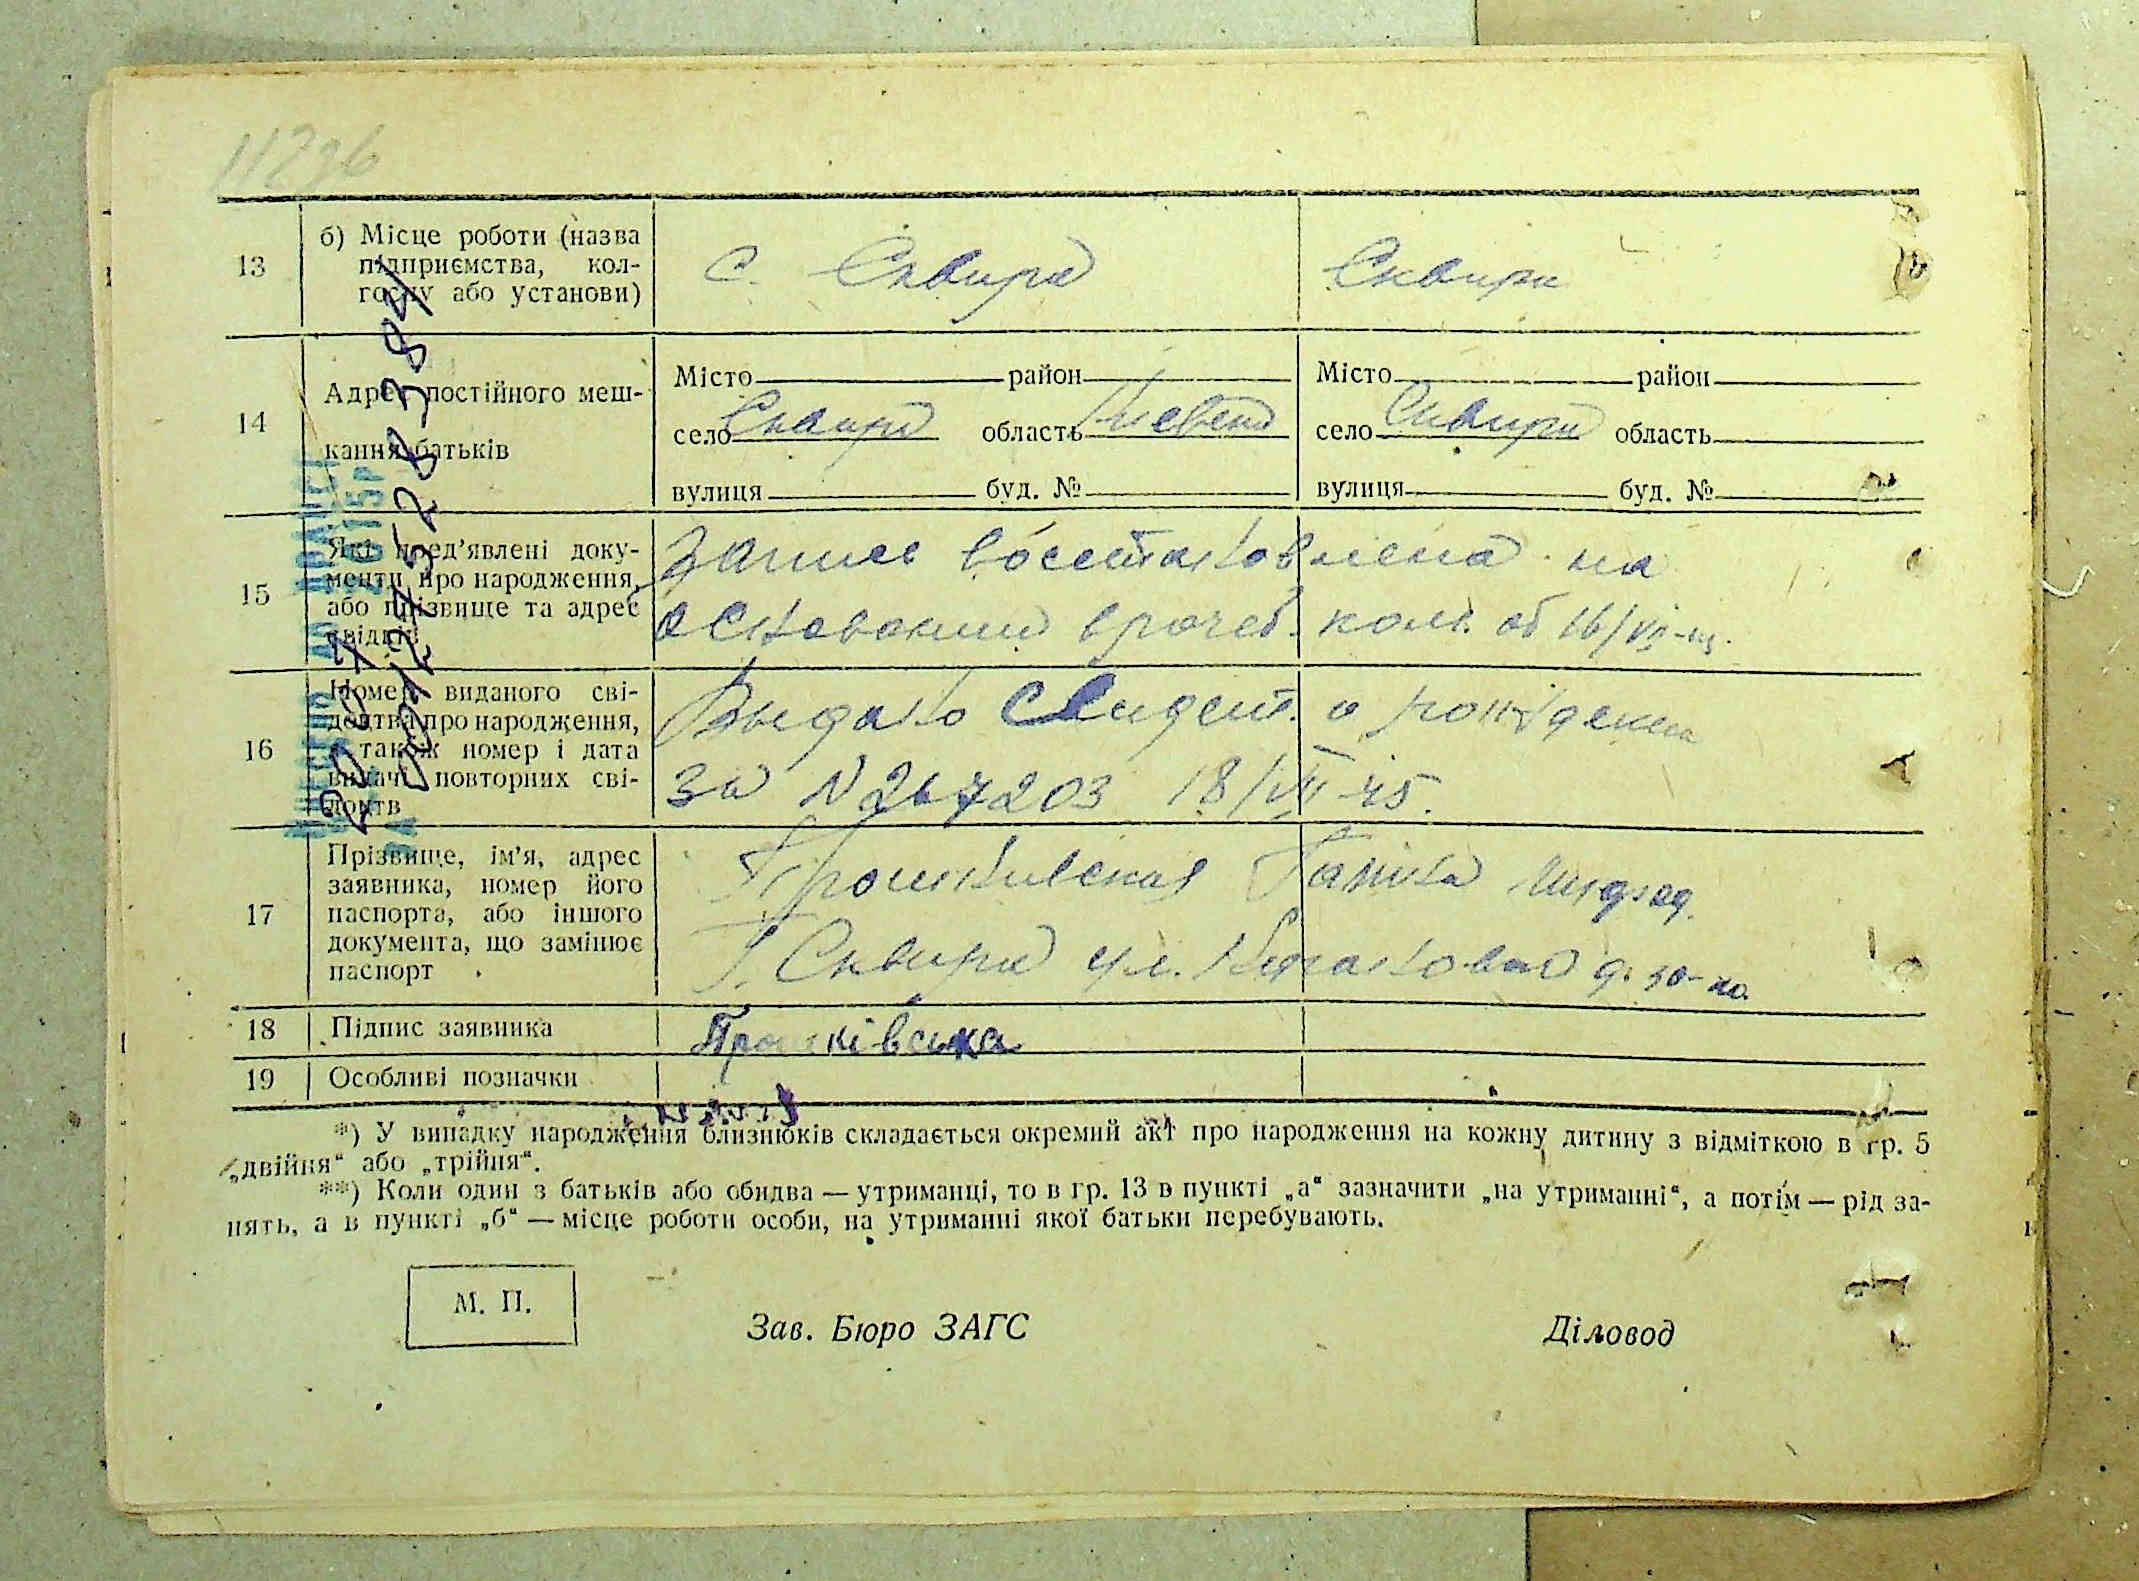 13
б) Місце роботи (назва
підприємства, кол-
госпу або установи)
с. Сквира
Сквира
14
Адрес постійного меш-
кання батьків
Місто район
село Сквира область Киевская
вулиця буд. №
Місто район
село Сквира область
вулиця буд. №
15
Які пред’явлені доку-
менти про народження,
або прізвище та адрес
свідків
Запись восстановлена на
основании врачеб. ком. от 16/VII-
16
Номер виданого сві-
доцтва про народження,
а також номер і дата
видачі повторних сві-
доцтв
Выдано свидет. о рождении
за N 267203 18/VII-45.
17
Прізвище, ім’я, адрес
заявника, номер його
паспорта, або іншого
документа, що замінює
паспорт
Ганна
Г. Сквира ул.
18
Підпис заявника
19
Особливі позначки
*) У випадку народження близнюків складається окремий акт про народження на кожну дитину з відміткою в гр. 5
„двійня“ або „трійня“.
**) Коли один з батьків або обидва — утриманці, то в гр. 13 в пункті „а“ зазначити „на утриманні“, а потім — рід за-
нять, а в пункті „б“ — місце роботи особи, на утриманні якої батьки перебувають.
М. П.
Зав. Бюро ЗАГС
Діловод